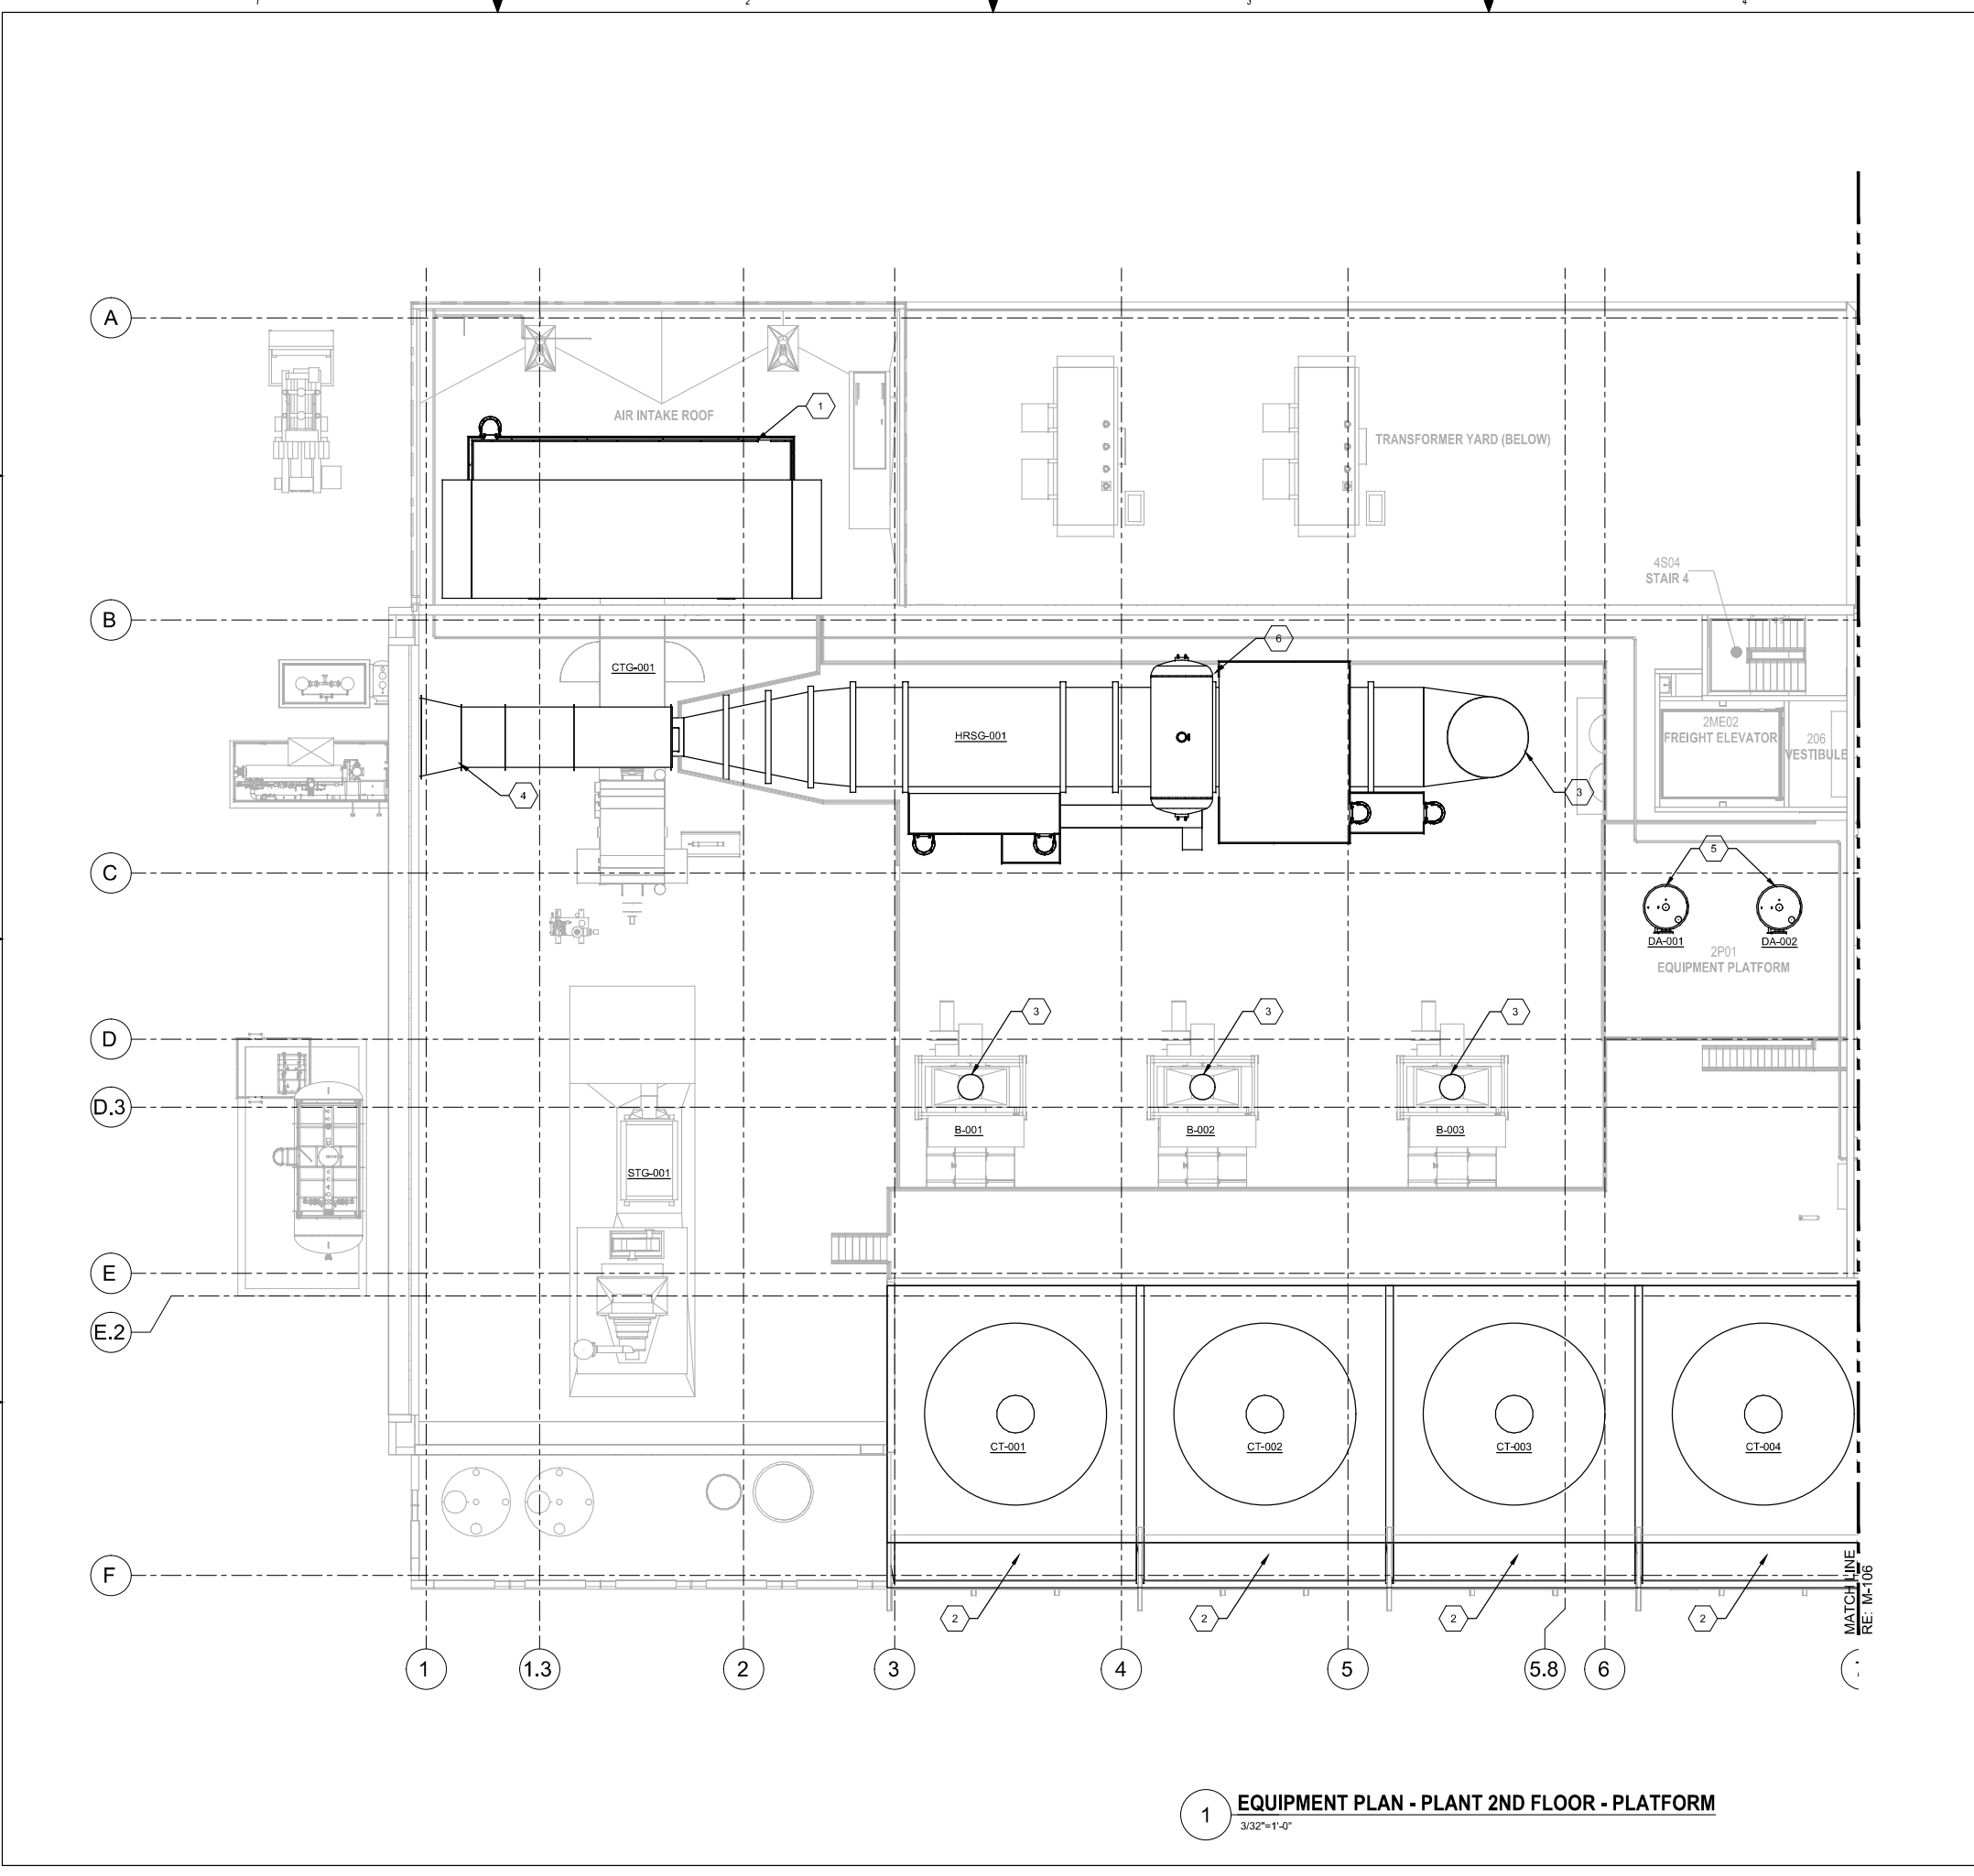 1 2 3 4
A
AIR INTAKE ROOF
1
TRANSFORMER YARD (BELOW)
4S04
STAIR 4
B
CTG-001
6
HRSG-001
2ME02
FREIGHT ELEVATOR
206
VESTIBULE
4
3
5
C
DA-001
DA-002
2P01
EQUIPMENT PLATFORM
3
3
3
D
D.3
B-001
B-002
B-003
STG-001
E
E.2
CT-001
CT-002
CT-003
CT-004
F
2
2
2
2
MATCH LINE
RE: M-106
1
1.3
2
3
4
5
5.8
6
1
EQUIPMENT PLAN - PLANT 2ND FLOOR - PLATFORM
3/32"=1'-0"